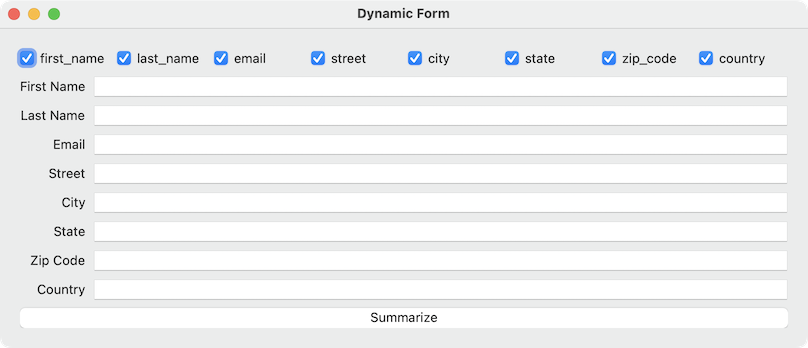 Dynamic Form
first_name last_name email street city state zip_code country
First Name
Last Name
Email
Street
City
State
Zip Code
Country
Summarize